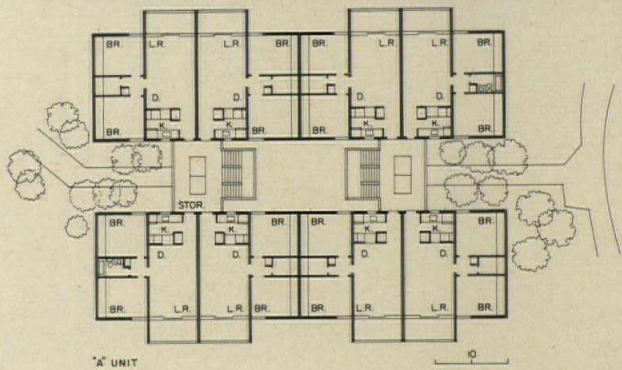 BR. L.R. L.R. BR. BR. L.R. L.R. BR.
D. D. D. D.
K. K. K. K.
BR. BR. BR. BR.
STOR.
K. K. K. K.
BR. BR. BR. BR.
D. D. D. D.
BR. L.R. L.R. BR. BR. L.R. L.R. BR.
"A" UNIT 10